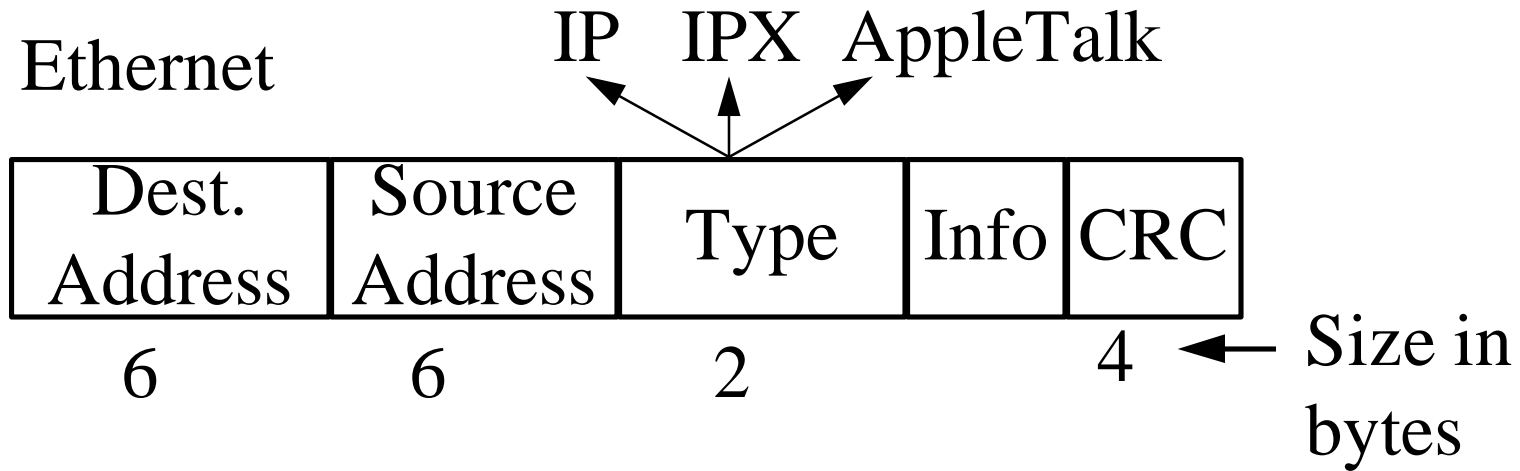 Ethernet
IP IPX AppleTalk
Dest.
Address
Source
Address
Type
Info
CRC
6 6 2 4
Size in
bytes